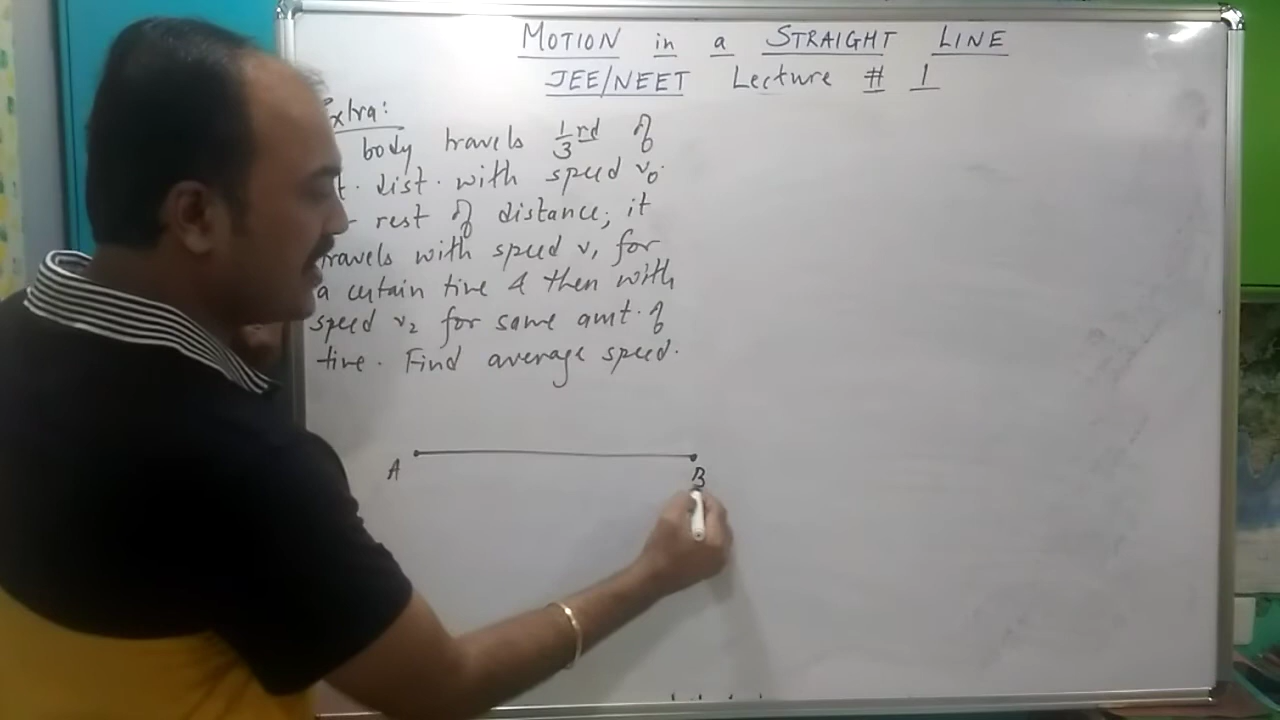 MOTION in a STRAIGHT LINE
JEE/NEET Lecture # 1
xtra:
body travels 1/3 rd of
t. dist. with speed v₀.
rest of distance; it
travels with speed v₁ for
a certain time & then with
speed v₂ for same amt. of
time. Find average speed.
A B